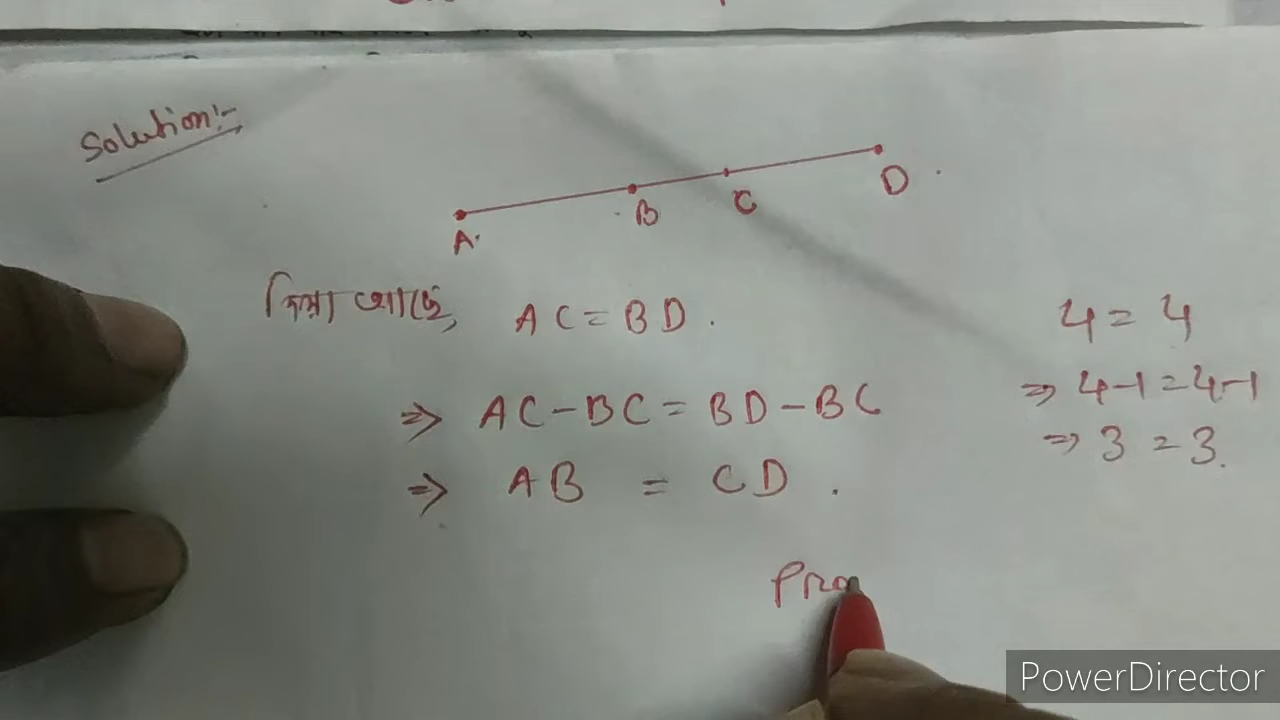 Solution:-
A B C D
দিয়া আছে, AC = BD.
4 = 4
⇒ AC - BC = BD - BC
⇒ 4-1 = 4-1
⇒ AB = CD.
⇒ 3 = 3.
Pro
PowerDirector